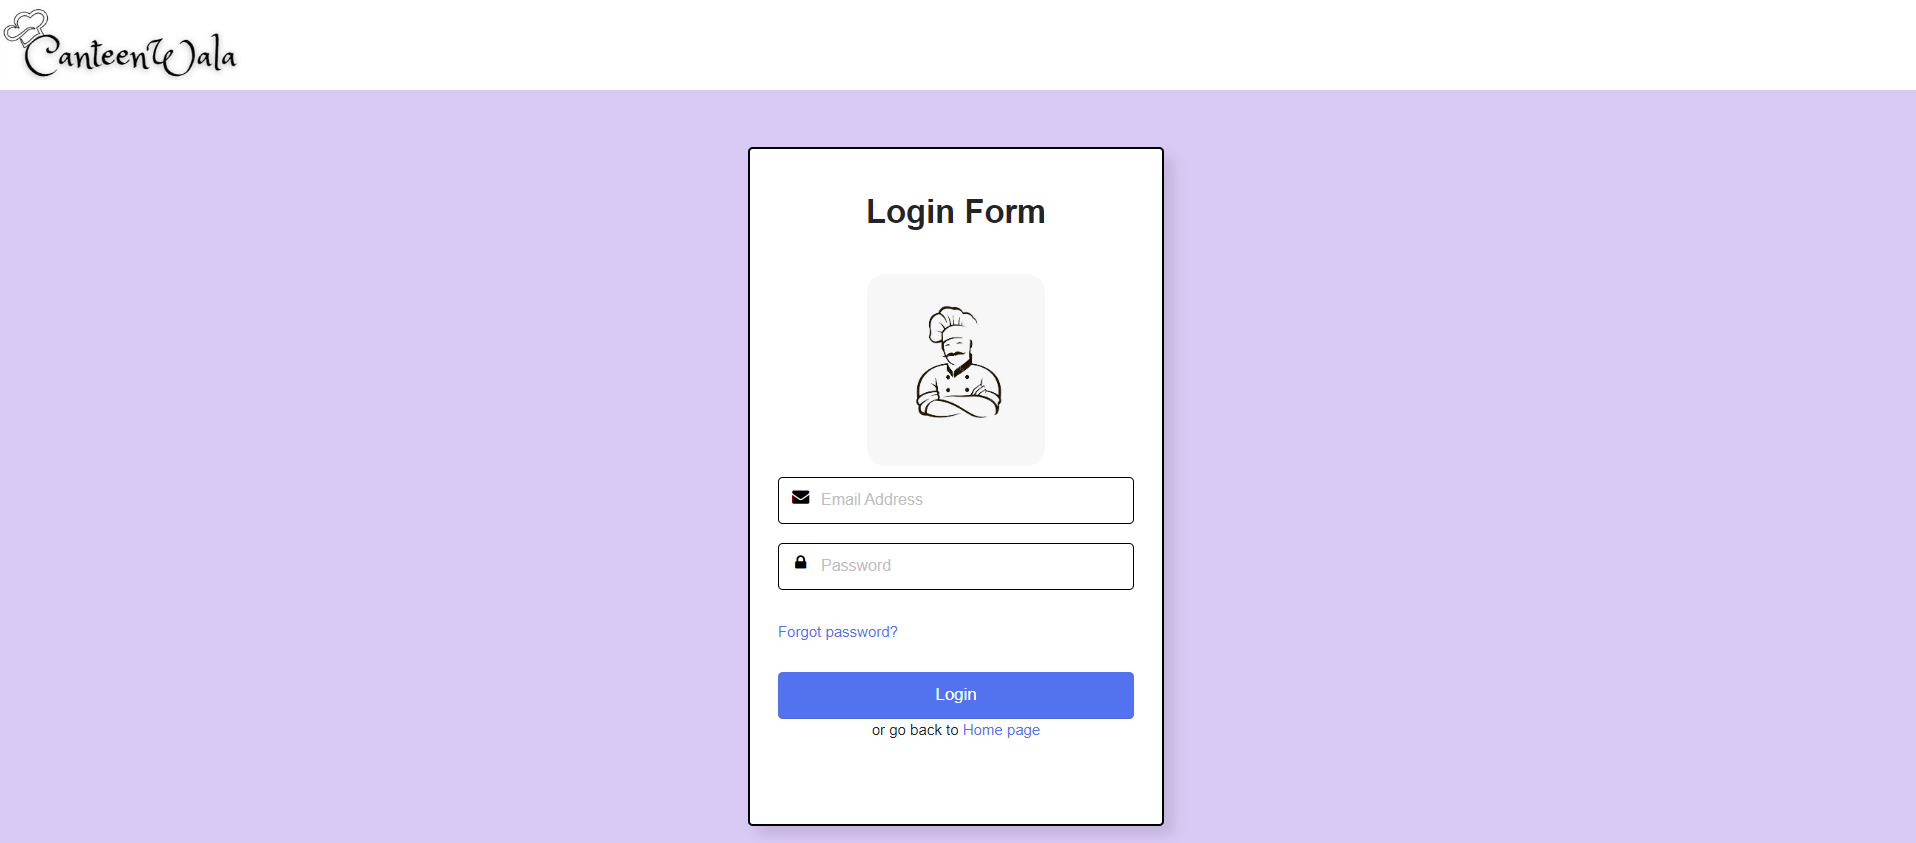 CanteenWala
Login Form
Email Address
Password
Forgot password?
Login
or go back to Home page